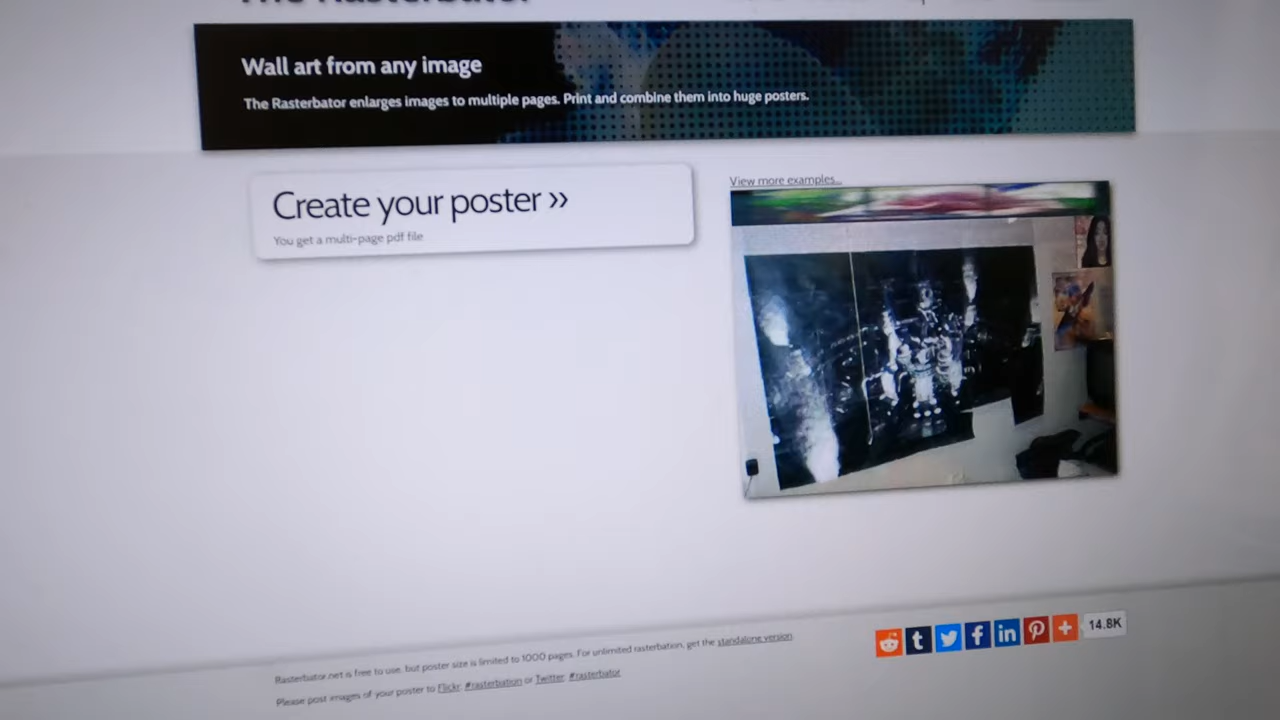 The Rasterbator
Wall art from any image
The Rasterbator enlarges images to multiple pages. Print and combine them into huge posters.
Create your poster ››
You get a multi-page pdf file
View more examples...
14.8K
Rasterbator.net is free to use, but poster size is limited to 1000 pages. For unlimited rasterbation, get the standalone version.
Please post images of your poster to Flickr: #rasterbation or Twitter: #rasterbator